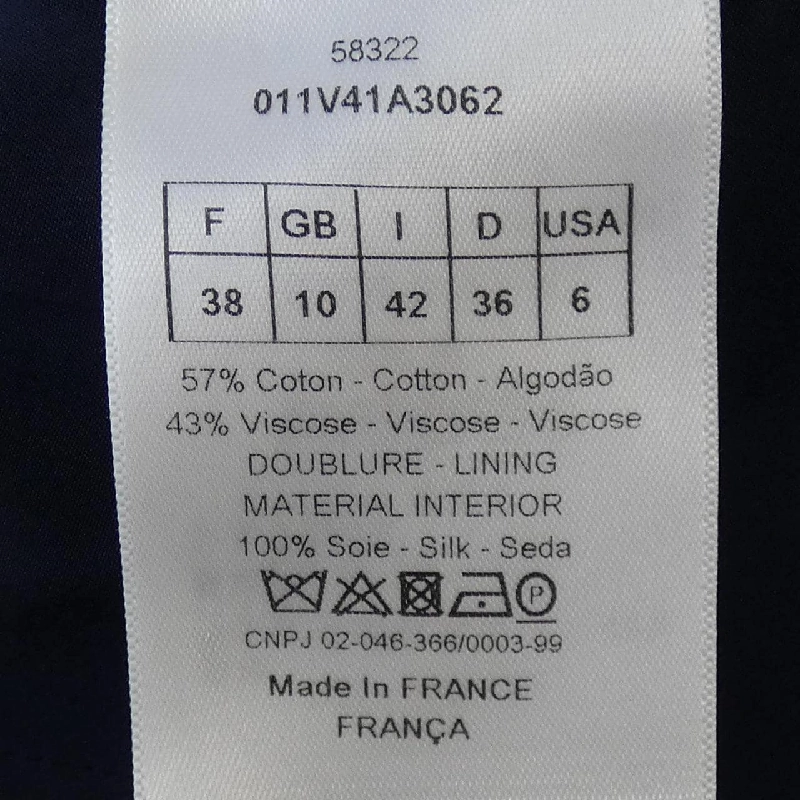 58322
011V41A3062
F GB I D USA
38 10 42 36 6
57% Coton - Cotton - Algodão
43% Viscose - Viscose - Viscose
DOUBLURE - LINING
MATERIAL INTERIOR
100% Soie - Silk - Seda
P
CNPJ 02-046-366/0003-99
Made In FRANCE
FRANÇA